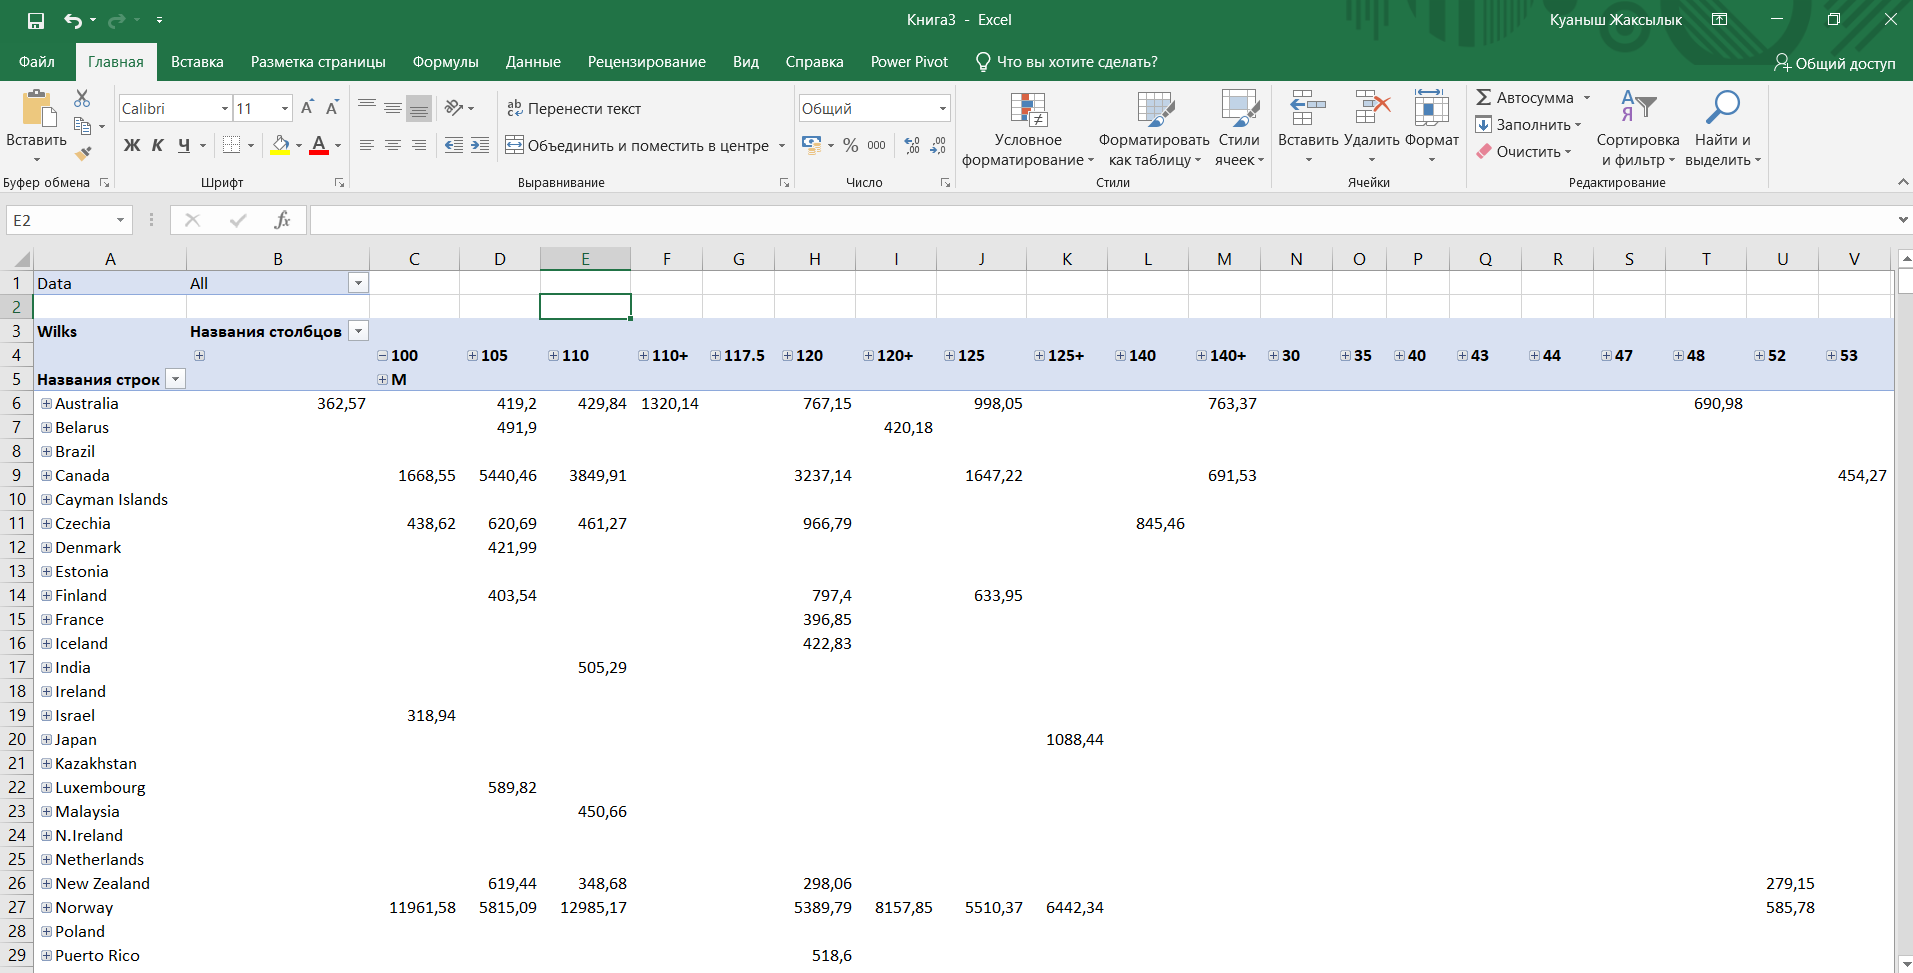 Книга3 - Excel
Куаныш Жаксылык
Файл Главная Вставка Разметка страницы Формулы Данные Рецензирование Вид Справка Power Pivot Что вы хотите сделать? Общий доступ
Calibri 11 Перенести текст Общий Автосумма
Вставить Условное форматирование Форматировать как таблицу Стили ячеек Вставить Удалить Формат Заполнить Сортировка и фильтр Найти и выделить
Ж К Ч А Объединить и поместить в центре % 000 Очистить
Буфер обмена Шрифт Выравнивание Число Стили Ячейки Редактирование
E2 fx
A B C D E F G H I J K L M N O P Q R S T U V
1 Data All
2
3 Wilks Названия столбцов
4 100 105 110 110+ 117.5 120 120+ 125 125+ 140 140+ 30 35 40 43 44 47 48 52 53
5 Названия строк M
6 Australia 362,57 419,2 429,84 1320,14 767,15 998,05 763,37 690,98
7 Belarus 491,9 420,18
8 Brazil
9 Canada 1668,55 5440,46 3849,91 3237,14 1647,22 691,53 454,27
10 Cayman Islands
11 Czechia 438,62 620,69 461,27 966,79 845,46
12 Denmark 421,99
13 Estonia
14 Finland 403,54 797,4 633,95
15 France 396,85
16 Iceland 422,83
17 India 505,29
18 Ireland
19 Israel 318,94
20 Japan 1088,44
21 Kazakhstan
22 Luxembourg 589,82
23 Malaysia 450,66
24 N.Ireland
25 Netherlands
26 New Zealand 619,44 348,68 298,06 279,15
27 Norway 11961,58 5815,09 12985,17 5389,79 8157,85 5510,37 6442,34 585,78
28 Poland
29 Puerto Rico 518,6